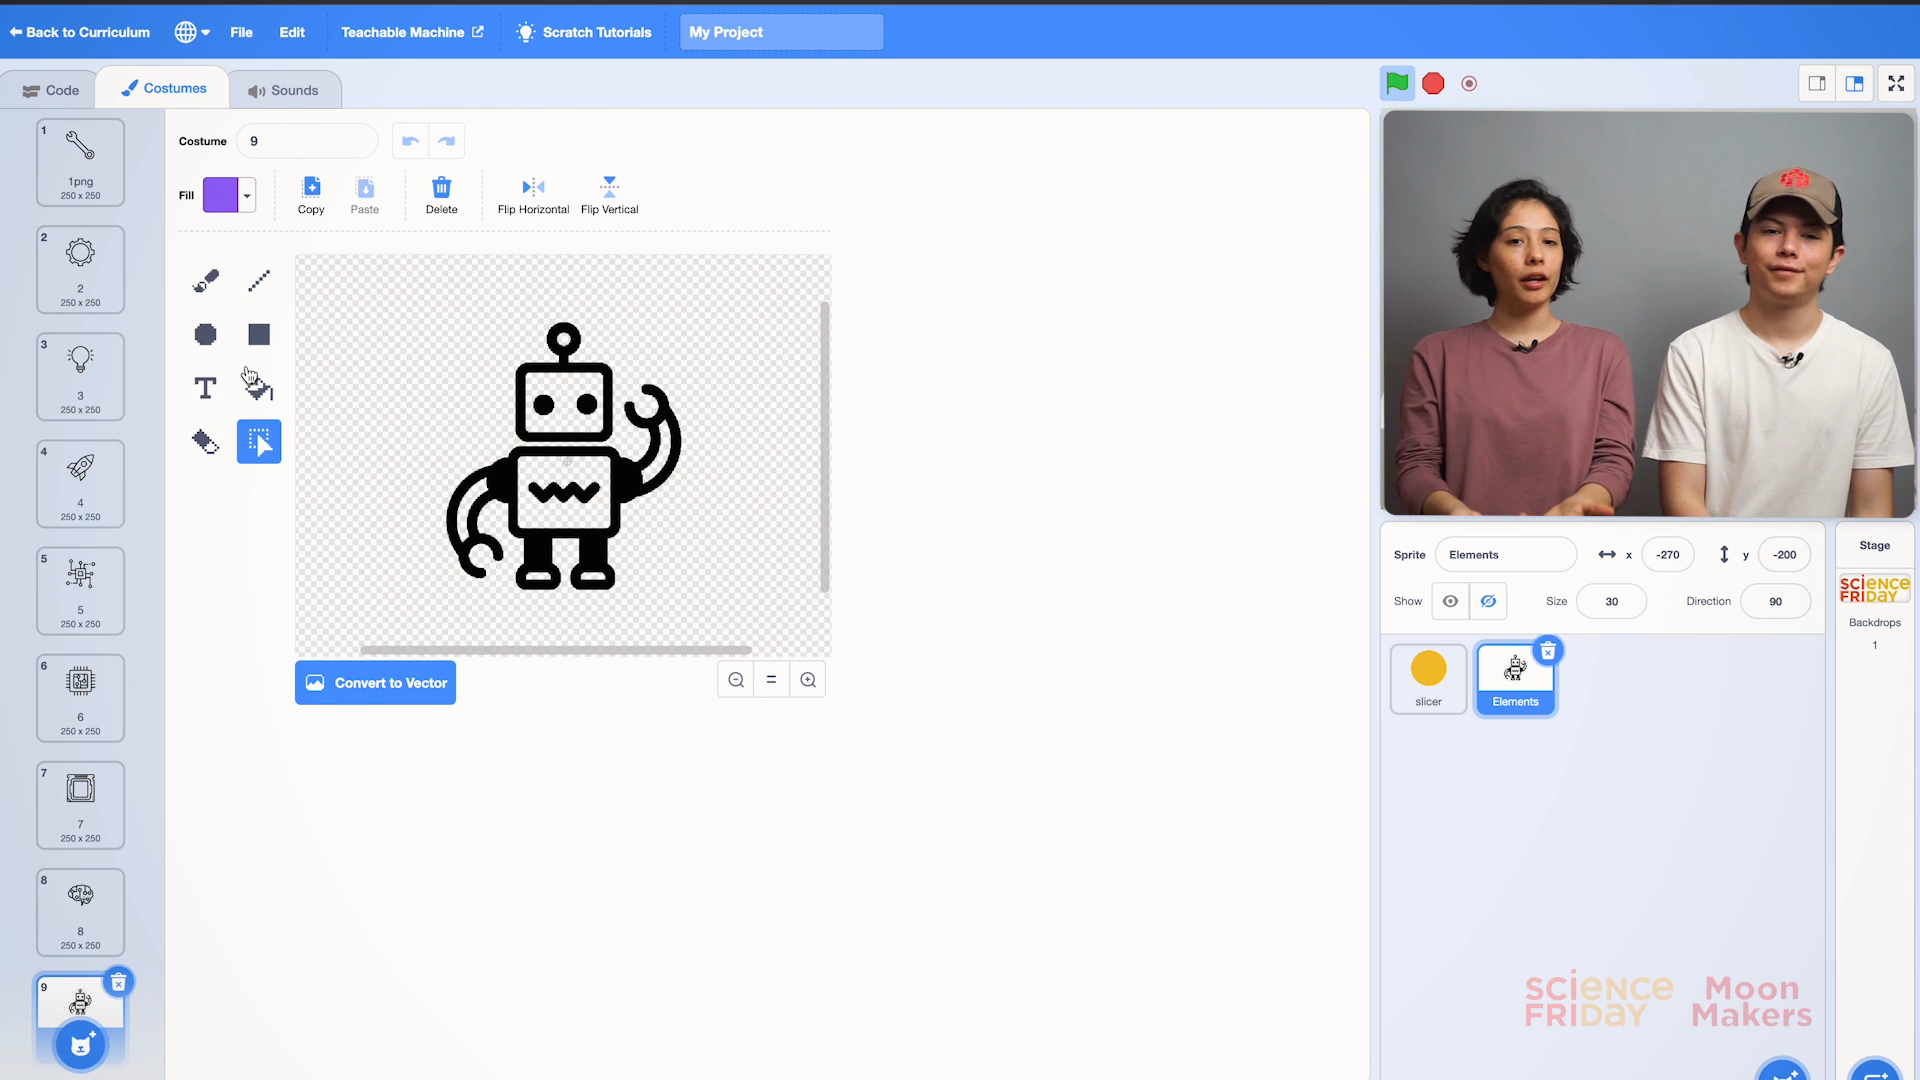 Back to Curriculum
File
Edit
Teachable Machine
Scratch Tutorials
My Project
Code
Costumes
Sounds
1
1png
250 x 250
2
2
250 x 250
3
3
250 x 250
4
4
250 x 250
5
5
250 x 250
6
6
250 x 250
7
7
250 x 250
8
8
250 x 250
9
Costume
9
Fill
Copy
Paste
Delete
Flip Horizontal
Flip Vertical
T
Convert to Vector
Sprite
Elements
x
-270
y
-200
Show
Size
30
Direction
90
slicer
Elements
Stage
SCIENCE
FRIDAY
Backdrops
1
SCIENCE
FRIDAY
Moon
Makers